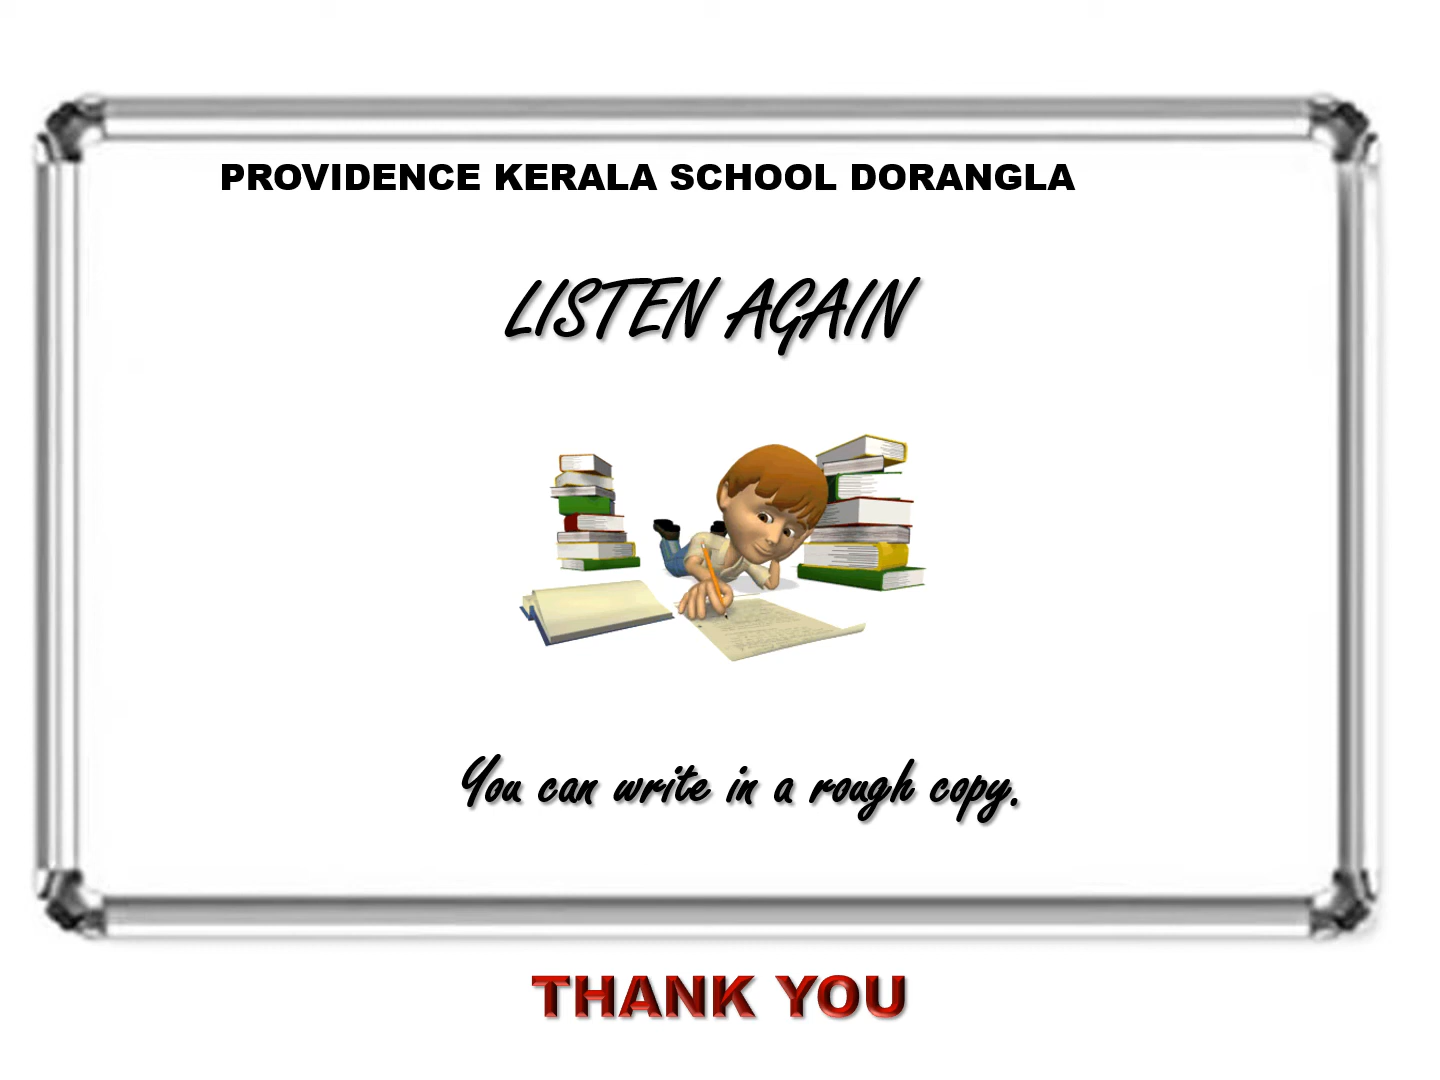 PROVIDENCE KERALA SCHOOL DORANGLA
LISTEN AGAIN
You can write in a rough copy.
THANK YOU